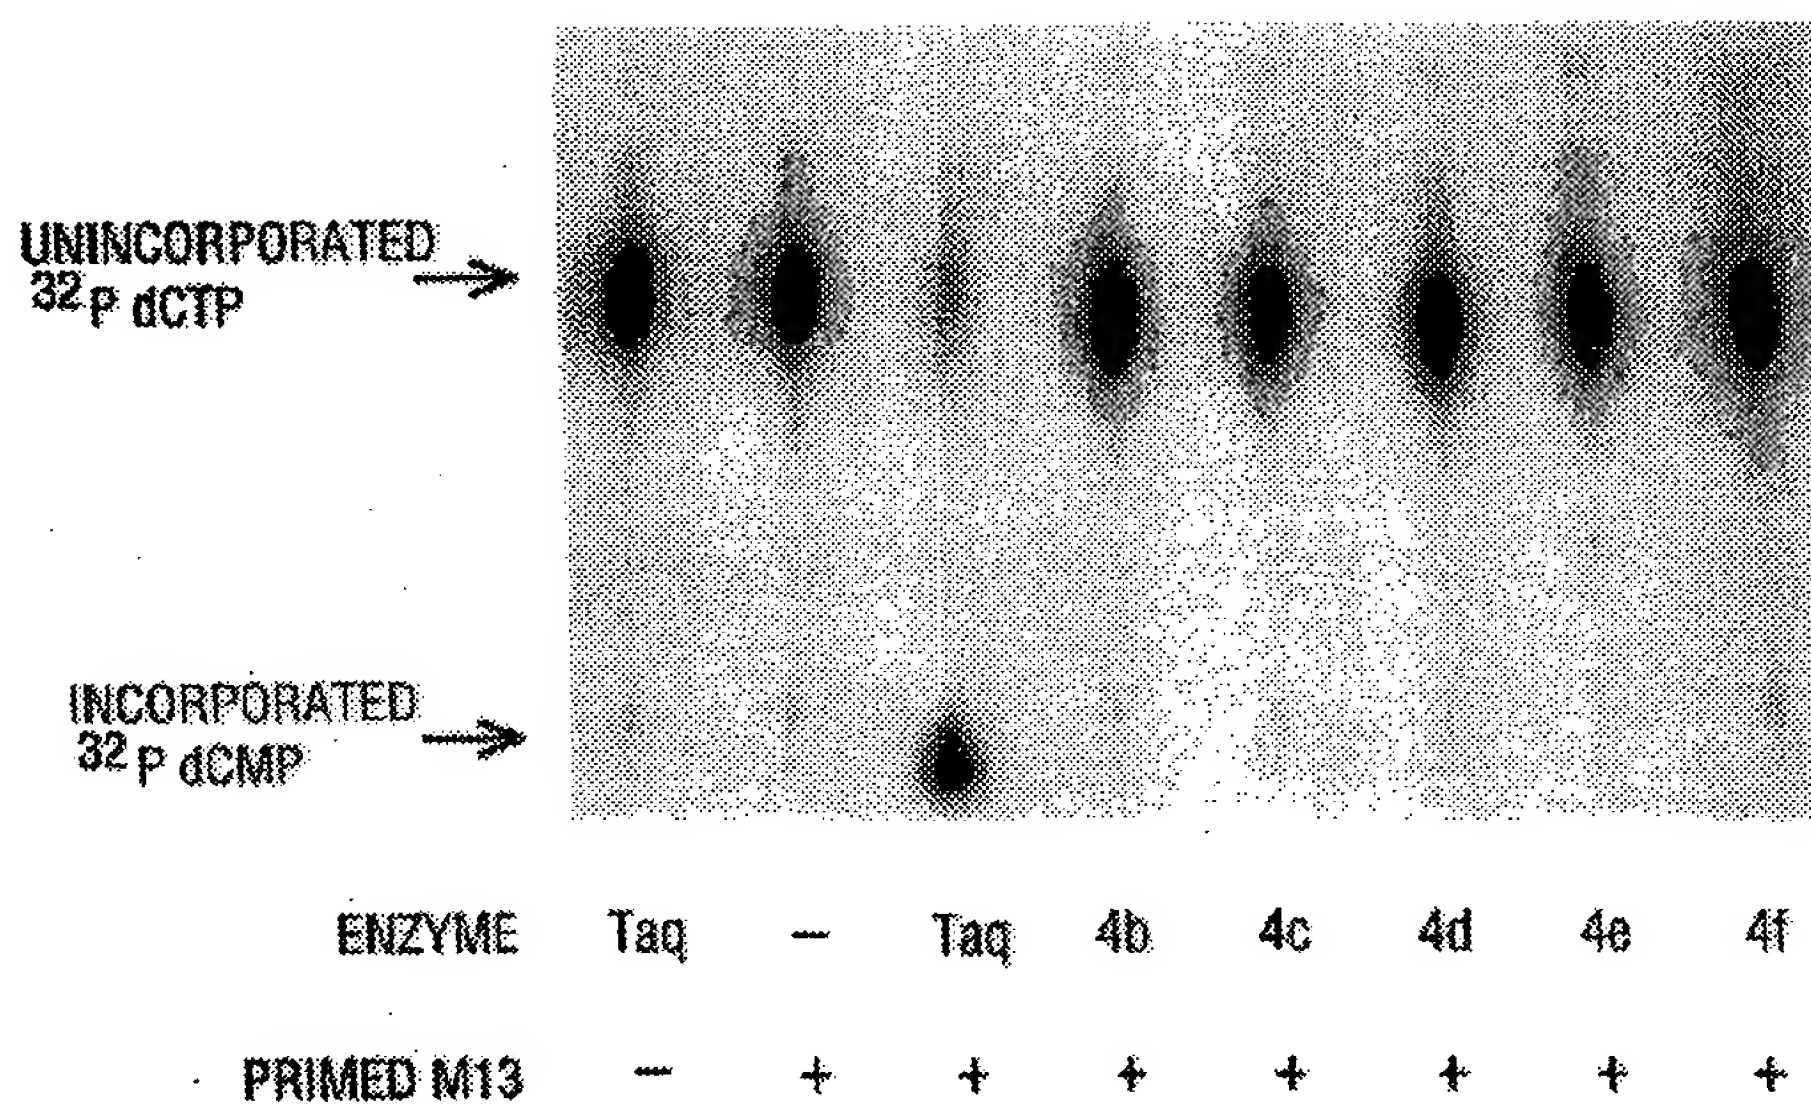 UNINCORPORATED
32P dCTP
INCORPORATED
32P dCMP
ENZYME Taq – Taq 4b 4c 4d 4e 4f
PRIMED M13 – + + + + + + +